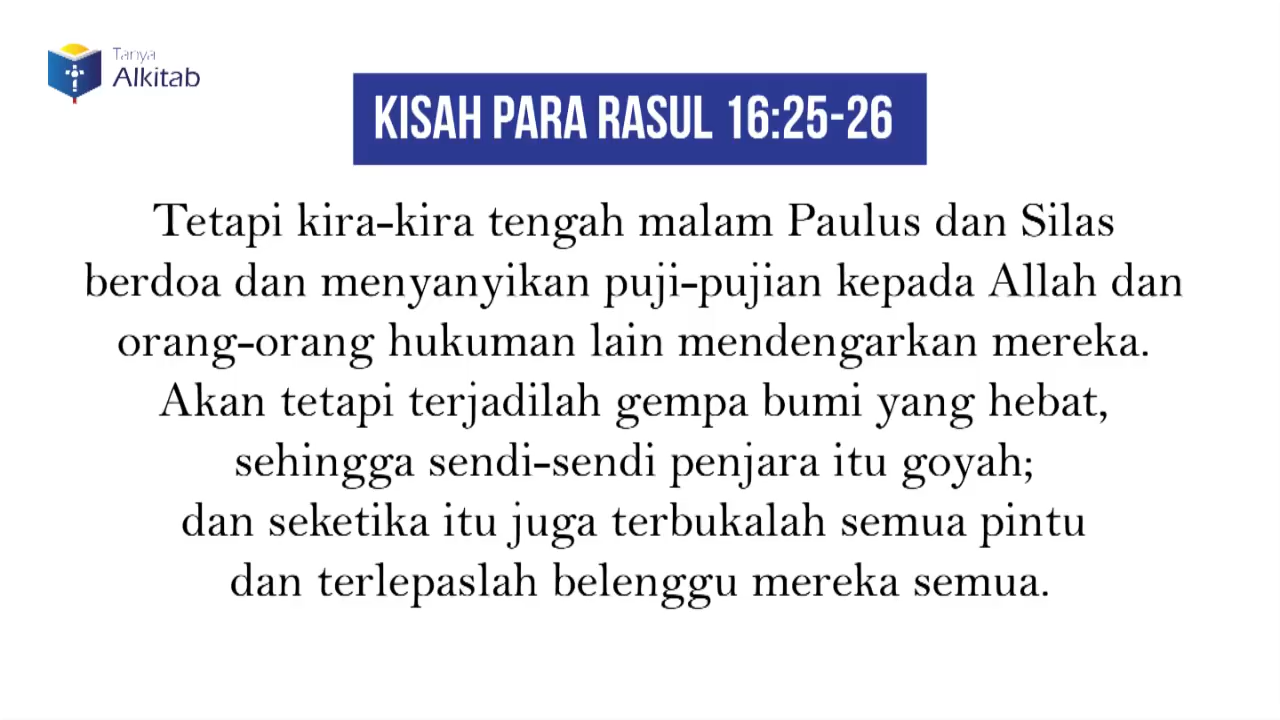 Tanya
Alkitab
KISAH PARA RASUL 16:25-26
Tetapi kira-kira tengah malam Paulus dan Silas
berdoa dan menyanyikan puji-pujian kepada Allah dan
orang-orang hukuman lain mendengarkan mereka.
Akan tetapi terjadilah gempa bumi yang hebat,
sehingga sendi-sendi penjara itu goyah;
dan seketika itu juga terbukalah semua pintu
dan terlepaslah belenggu mereka semua.